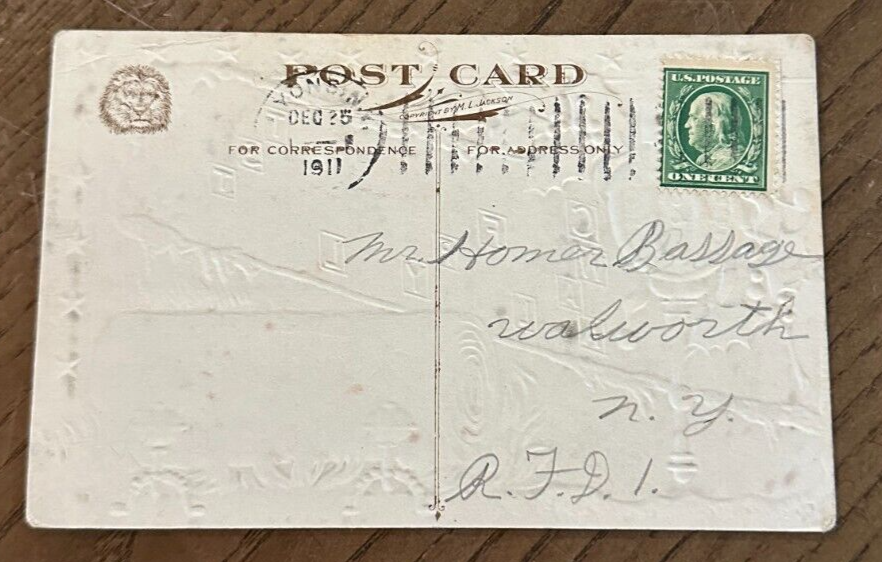 POST CARD
COPYRIGHT BY M. L. JACKSON
LYONS, N.Y.
DEC 25
1911
FOR CORRESPONDENCE
FOR ADDRESS ONLY
U.S. POSTAGE
ONE CENT
Mr. Homer Bassage
Walworth
N. Y.
R. F. D. 1.